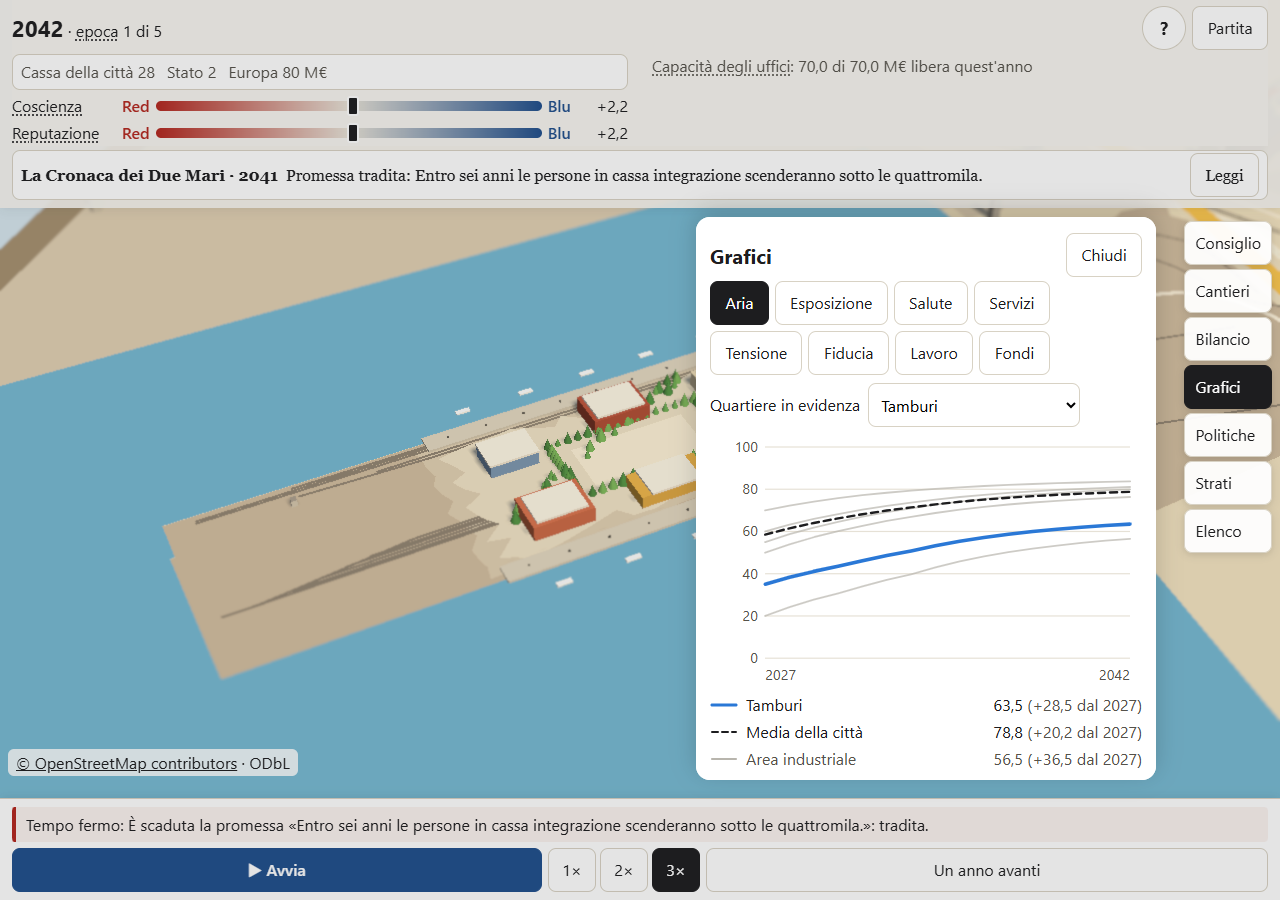 2042 · epoca 1 di 5
? Partita
Cassa della città 28 Stato 2 Europa 80 M€
Capacità degli uffici: 70,0 di 70,0 M€ libera quest'anno
Coscienza Red Blu +2,2
Reputazione Red Blu +2,2
La Cronaca dei Due Mari · 2041 Promessa tradita: Entro sei anni le persone in cassa integrazione scenderanno sotto le quattromila. Leggi
Grafici Chiudi
Aria Esposizione Salute Servizi
Tensione Fiducia Lavoro Fondi
Quartiere in evidenza Tamburi
100
80
60
40
20
0
2027 2042
Tamburi 63,5 (+28,5 dal 2027)
Media della città 78,8 (+20,2 dal 2027)
Area industriale 56,5 (+36,5 dal 2027)
Consiglio
Cantieri
Bilancio
Grafici
Politiche
Strati
Elenco
© OpenStreetMap contributors · ODbL
Tempo fermo: È scaduta la promessa «Entro sei anni le persone in cassa integrazione scenderanno sotto le quattromila.»: tradita.
▶ Avvia 1× 2× 3× Un anno avanti